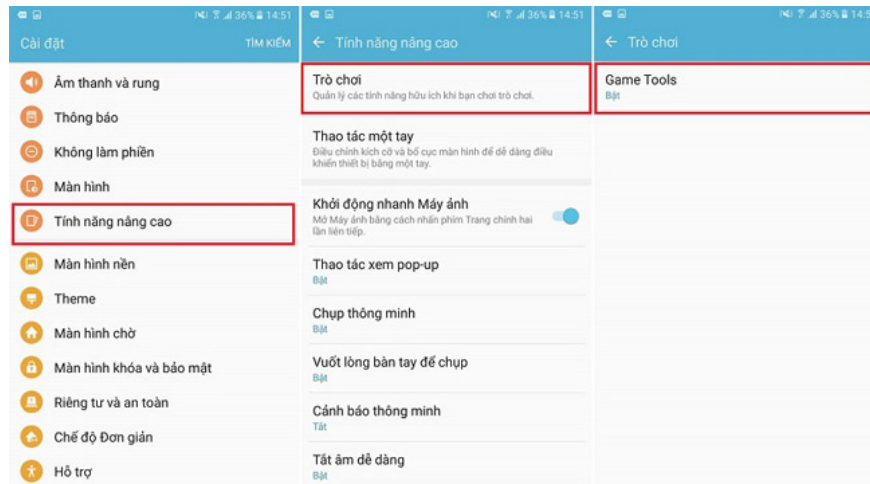 36% 14:51
Cài đặt
TÌM KIẾM
Âm thanh và rung
Thông báo
Không làm phiền
Màn hình
Tính năng nâng cao
Màn hình nền
Theme
Màn hình chờ
Màn hình khóa và bảo mật
Riêng tư và an toàn
Chế độ Đơn giản
Hỗ trợ
36% 14:51
Tính năng nâng cao
Trò chơi
Quản lý các tính năng hữu ích khi bạn chơi trò chơi.
Thao tác một tay
Điều chỉnh kích cỡ và bố cục màn hình để dễ dàng điều
khiển thiết bị bằng một tay.
Khởi động nhanh Máy ảnh
Mở Máy ảnh bằng cách nhấn phím Trang chính hai
lần liên tiếp.
Thao tác xem pop-up
Bật
Chụp thông minh
Bật
Vuốt lòng bàn tay để chụp
Bật
Cảnh báo thông minh
Tắt
Tắt âm dễ dàng
Bật
36% 14:5
Trò chơi
Game Tools
Bật